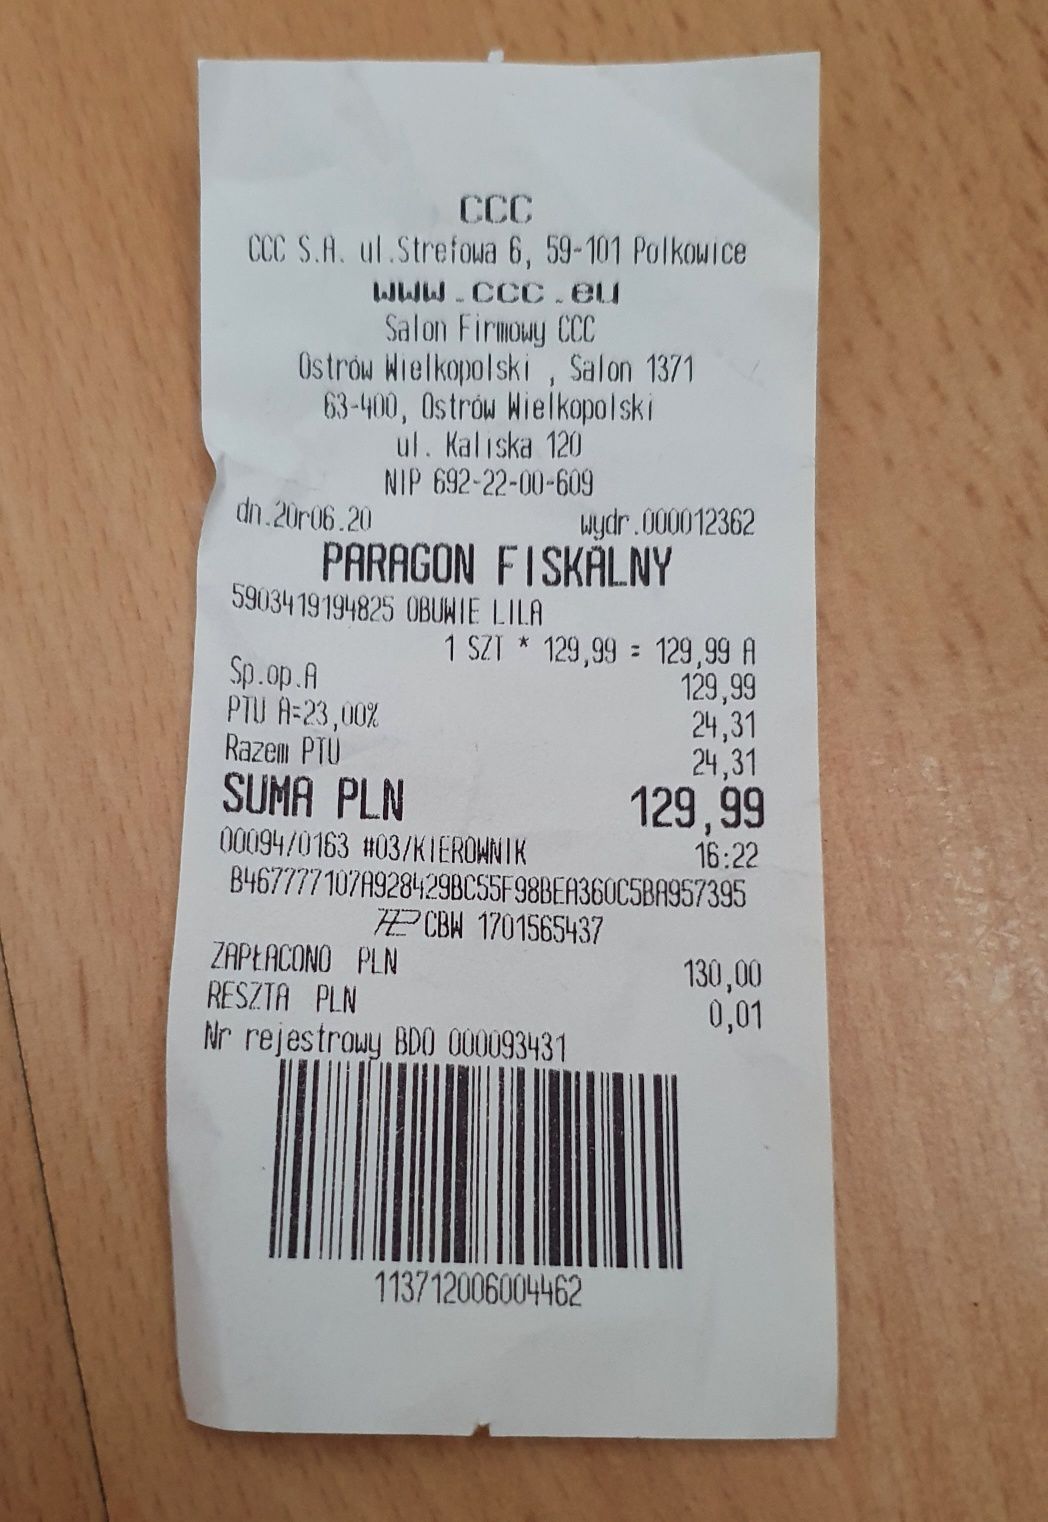 CCC
CCC S.A. ul.Strefowa 6, 59-101 Polkowice
www.ccc.eu
Salon Firmowy CCC
Ostrów Wielkopolski , Salon 1371
63-400, Ostrów Wielkopolski
ul. Kaliska 120
NIP 692-22-00-609
dn.20r06.20 wydr.000012362
PARAGON FISKALNY
5903419194825 OBUWIE LILA
1 SZT * 129,99 = 129,99 A
Sp.op.A 129,99
PTU A=23,00% 24,31
Razem PTU 24,31
SUMA PLN 129,99
00094/0163 #03/KIEROWNIK 16:22
B467777107A928429BC55F98BEA360C5BA957395
CBW 1701565437
ZAPŁACONO PLN 130,00
RESZTA PLN 0,01
Nr rejestrowy BDO 000093431
113712006004462